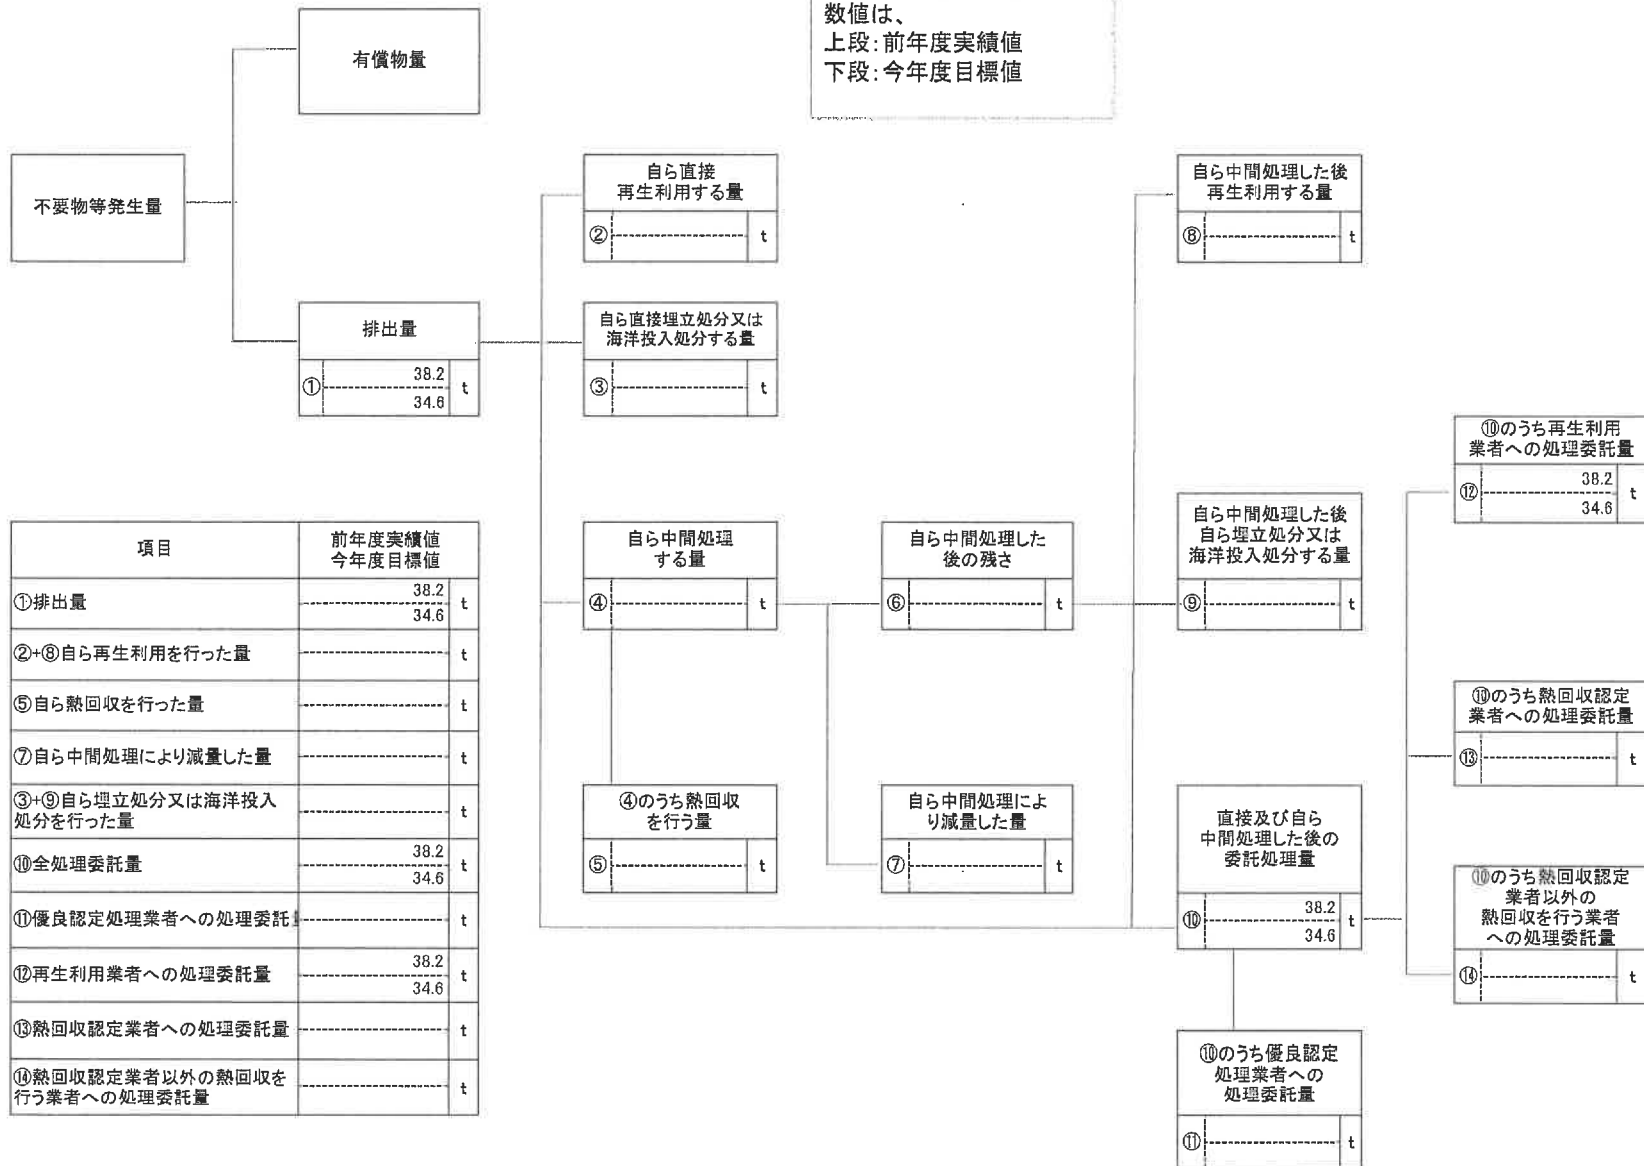 数値は、
上段:前年度実績値
下段:今年度目標値
有償物量
不要物等発生量
排出量
① 38.2 t
34.6
自ら直接
再生利用する量
② t
自ら直接埋立処分又は
海洋投入処分する量
③ t
自ら中間処理した後
再生利用する量
⑧ t
⑩のうち再生利用
業者への処理委託量
⑫ 38.2 t
34.6
自ら中間処理
する量
④ t
自ら中間処理した
後の残さ
⑥ t
自ら中間処理した後
自ら埋立処分又は
海洋投入処分する量
⑨ t
⑩のうち熱回収認定
業者への処理委託量
⑬ t
④のうち熱回収
を行う量
⑤ t
自ら中間処理によ
り減量した量
⑦ t
直接及び自ら
中間処理した後の
委託処理量
⑩ 38.2 t
34.6
⑩のうち熱回収認定
業者以外の
熱回収を行う業者
への処理委託量
⑭ t
⑩のうち優良認定
処理業者への
処理委託量
⑪ t
項目 前年度実績値
今年度目標値
①排出量 38.2 t
34.6
②+⑧自ら再生利用を行った量 t
⑤自ら熱回収を行った量 t
⑦自ら中間処理により減量した量 t
③+⑨自ら埋立処分又は海洋投入
処分を行った量 t
⑩全処理委託量 38.2 t
34.6
⑪優良認定処理業者への処理委託 t
⑫再生利用業者への処理委託量 38.2 t
34.6
⑬熱回収認定業者への処理委託量 t
⑭熱回収認定業者以外の熱回収を
行う業者への処理委託量 t